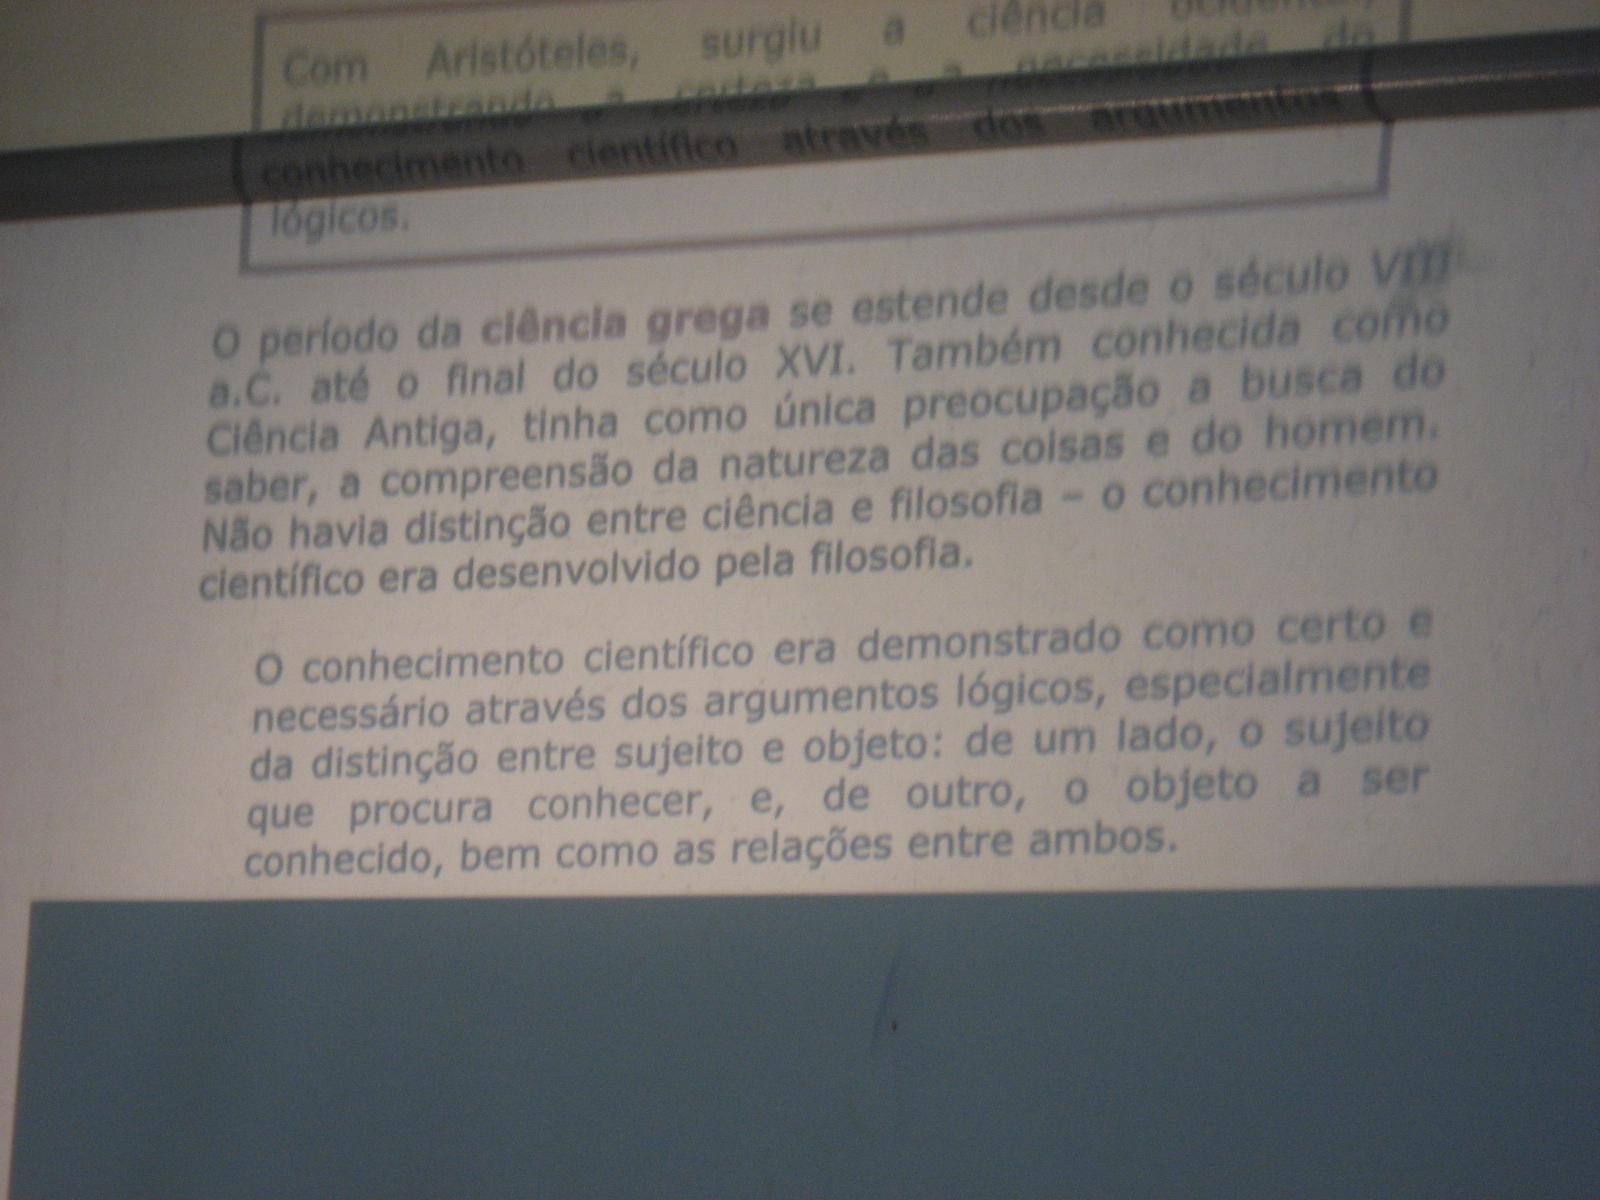 Com Aristóteles, surgiu a ciência ocidental,
demonstrando a certeza e a necessidade do
conhecimento científico através dos argumentos
lógicos.
O período da ciência grega se estende desde o século VIII
a.C. até o final do século XVI. Também conhecida como
Ciência Antiga, tinha como única preocupação a busca do
saber, a compreensão da natureza das coisas e do homem.
Não havia distinção entre ciência e filosofia – o conhecimento
científico era desenvolvido pela filosofia.
O conhecimento científico era demonstrado como certo e
necessário através dos argumentos lógicos, especialmente
da distinção entre sujeito e objeto: de um lado, o sujeito
que procura conhecer, e, de outro, o objeto a ser
conhecido, bem como as relações entre ambos.